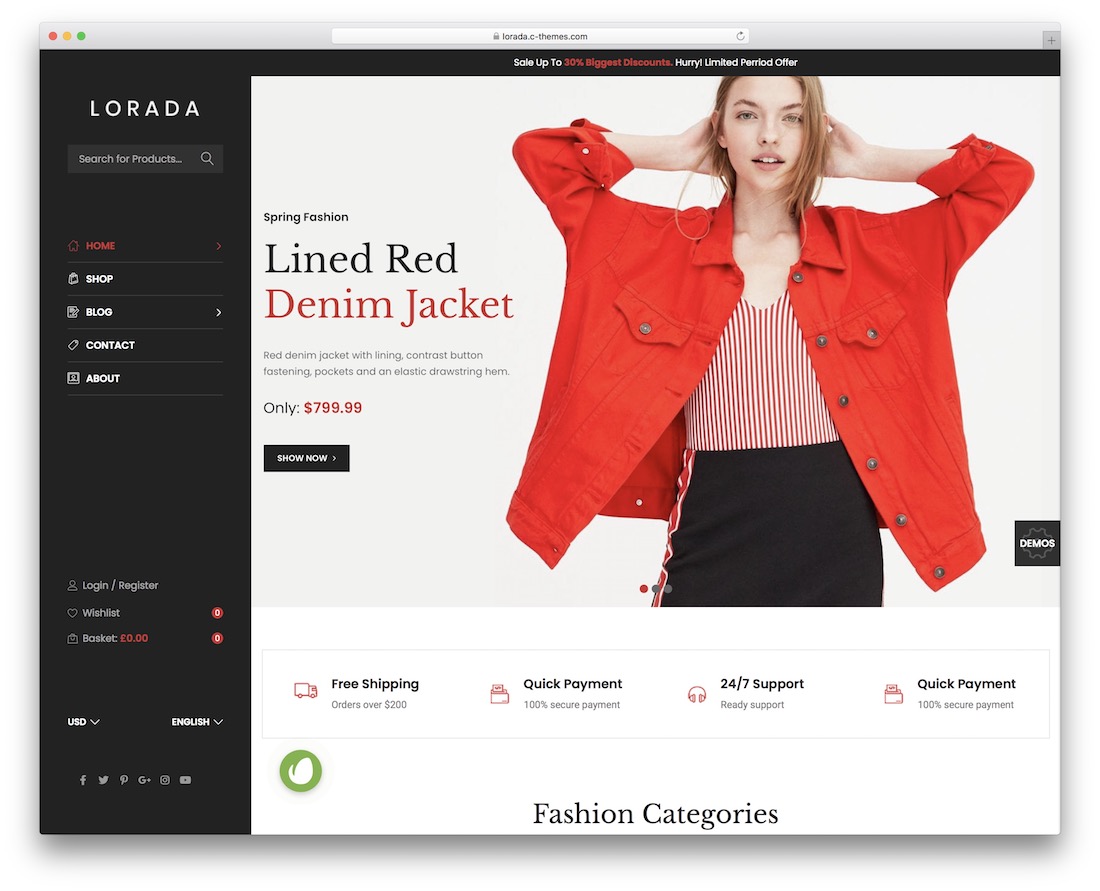 lorada.c-themes.com
Sale Up To 30% Biggest Discounts. Hurry! Limited Perriod Offer
LORADA
Search for Products...
HOME
SHOP
BLOG
CONTACT
ABOUT
Login / Register
Wishlist 0
Basket: £0.00 0
USD ENGLISH
Spring Fashion
Lined Red
Denim Jacket
Red denim jacket with lining, contrast button
fastening, pockets and an elastic drawstring hem.
Only: $799.99
SHOW NOW
DEMOS
Free Shipping
Orders over $200
Quick Payment
100% secure payment
24/7 Support
Ready support
Quick Payment
100% secure payment
Fashion Categories